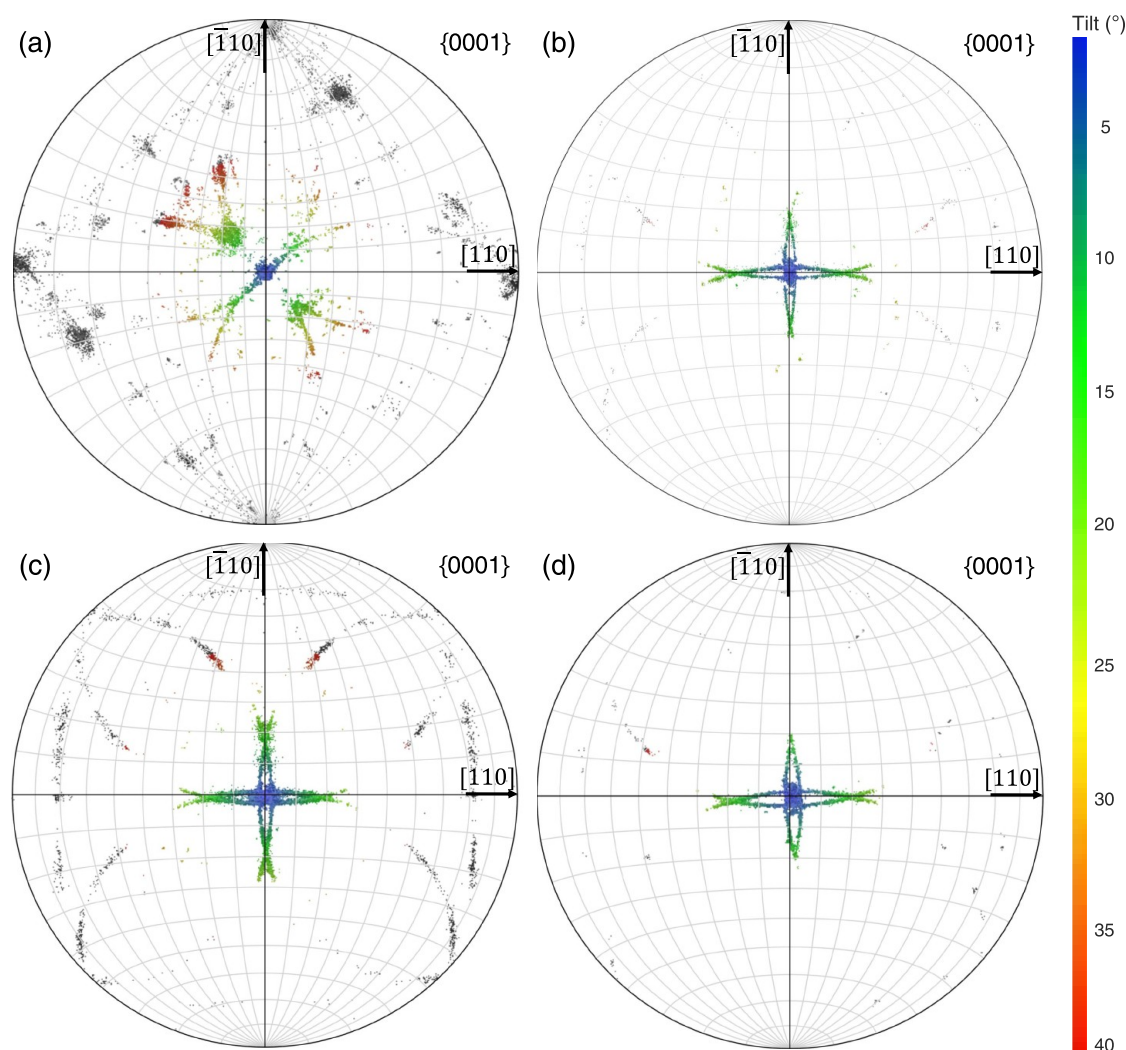 (a) [1̅10] {0001}
(b) [1̅10] {0001}
Tilt (°)
[110]
[110]
5
10
15
20
25
30
35
40
(c) [1̅10] {0001}
(d) [1̅10] {0001}
[110]
[110]